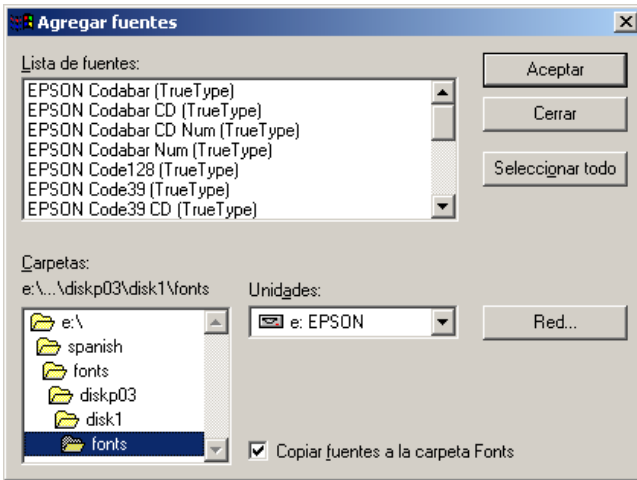 Agregar fuentes
Lista de fuentes:
EPSON Codabar (TrueType)
EPSON Codabar CD (TrueType)
EPSON Codabar CD Num (TrueType)
EPSON Codabar Num (TrueType)
EPSON Code128 (TrueType)
EPSON Code39 (TrueType)
EPSON Code39 CD (TrueType)
Aceptar
Cerrar
Seleccionar todo
Carpetas:
e:\...\diskp03\disk1\fonts
e:\
spanish
fonts
diskp03
disk1
fonts
Unidades:
e: EPSON
Red...
Copiar fuentes a la carpeta Fonts